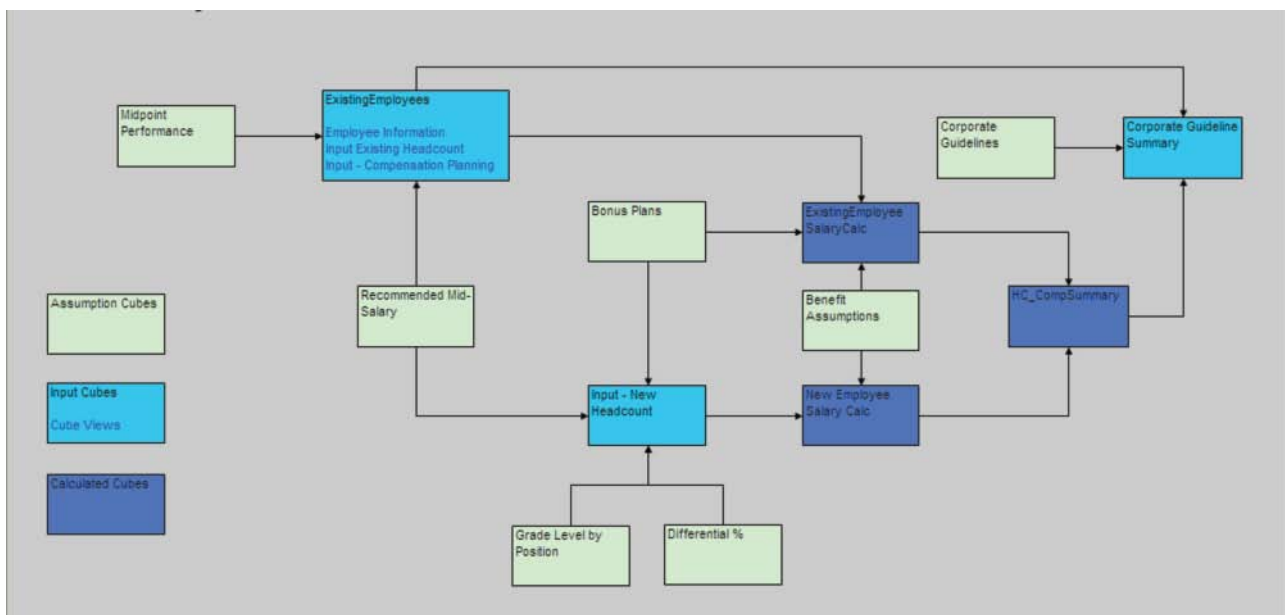 Midpoint
Performance
ExistingEmployees
Employee Information
Input Existing Headcount
Input - Compensation Planning
Corporate
Guidelines
Corporate Guideline
Summary
Bonus Plans
ExistingEmployee
SalaryCalc
Assumption Cubes
Recommended Mid-
Salary
Benefit
Assumptions
HC_CompSummary
Input Cubes
Cube Views
Input - New
Headcount
New Employee
Salary Calc
Calculated Cubes
Grade Level by
Position
Differential %